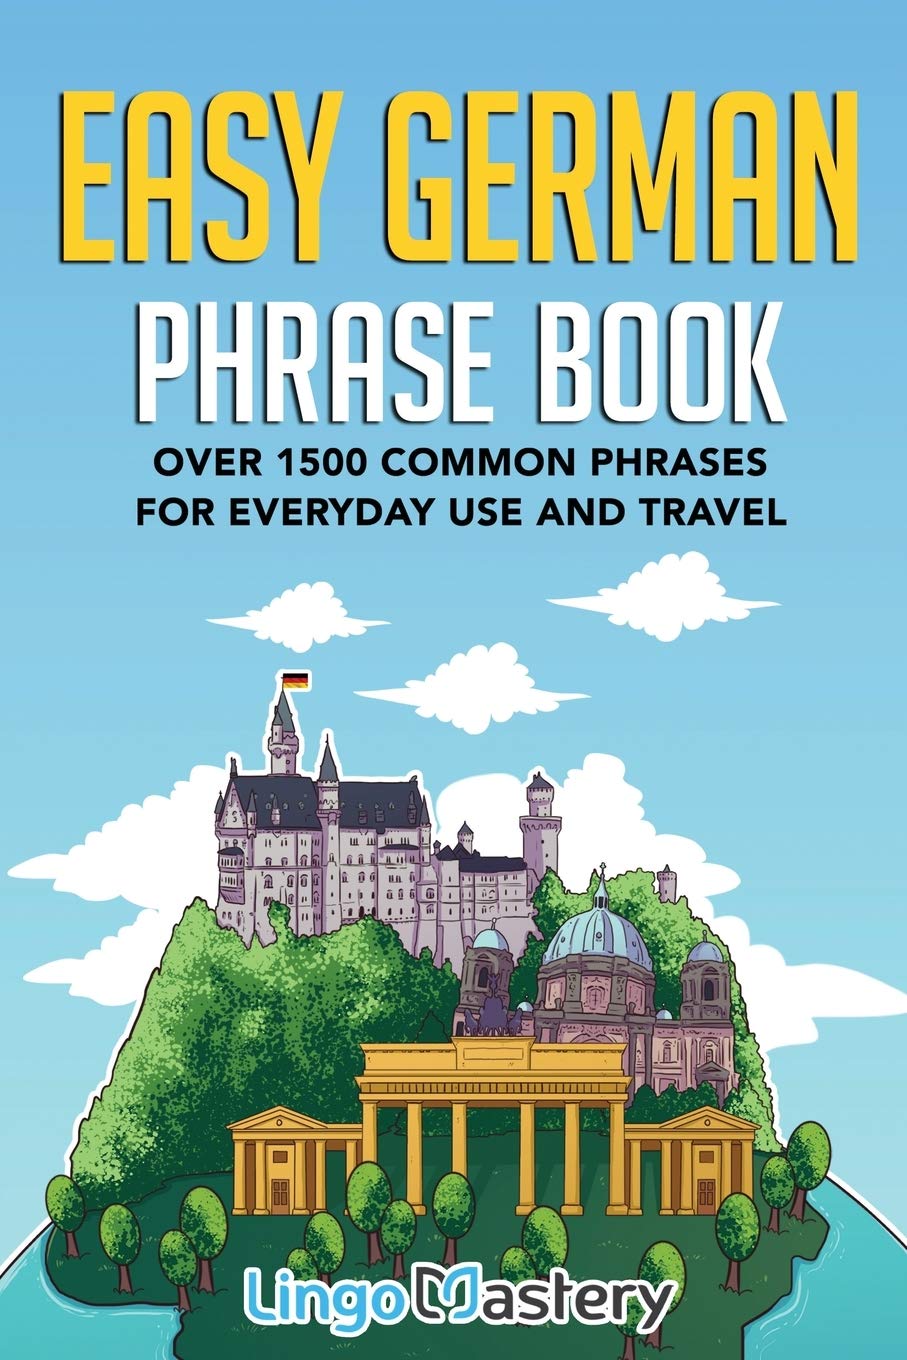 EASY GERMAN
PHRASE BOOK
OVER 1500 COMMON PHRASES
FOR EVERYDAY USE AND TRAVEL
LingoMastery